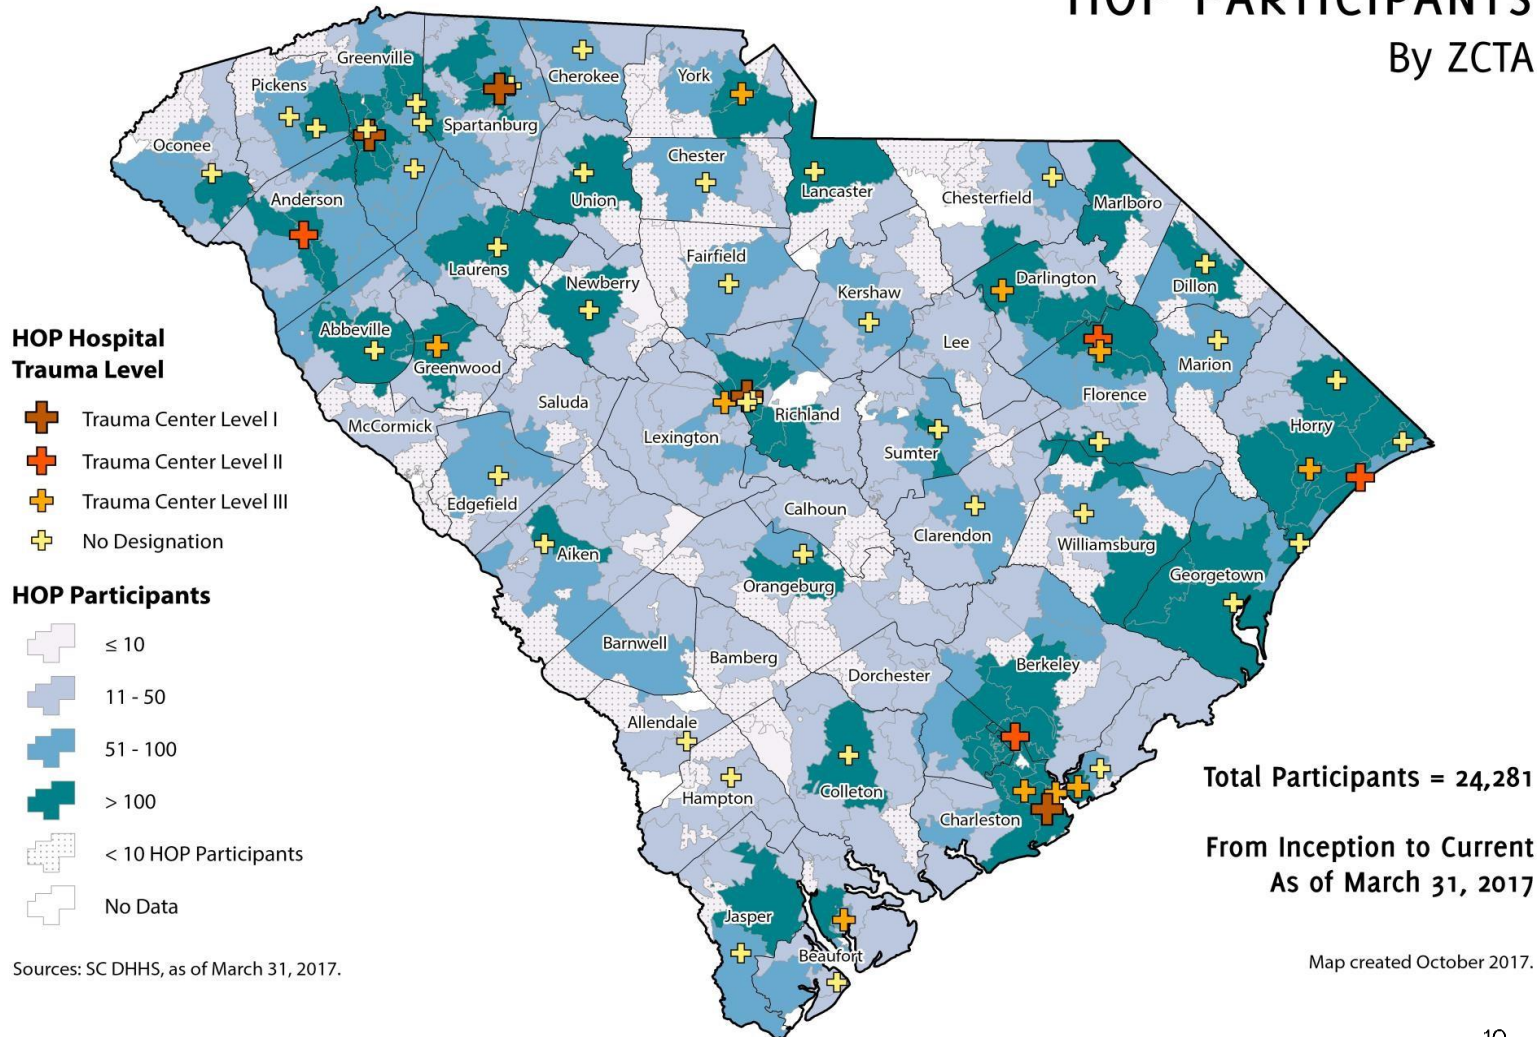 HOP PARTICIPANTS
By ZCTA
Greenville
Pickens
Cherokee
York
Spartanburg
Oconee
Chester
Lancaster
Chesterfield
Marlboro
Anderson
Union
Laurens
Newberry
Fairfield
Kershaw
Darlington
Dillon
Abbeville
Greenwood
Lee
Marion
Saluda
McCormick
Lexington
Richland
Florence
Horry
Sumter
Edgefield
Calhoun
Clarendon
Williamsburg
Aiken
Orangeburg
Georgetown
Barnwell
Bamberg
Dorchester
Berkeley
Allendale
Hampton
Colleton
Charleston
Jasper
Beaufort
HOP Hospital
Trauma Level
Trauma Center Level I
Trauma Center Level II
Trauma Center Level III
No Designation
HOP Participants
≤ 10
11 - 50
51 - 100
> 100
< 10 HOP Participants
No Data
Sources: SC DHHS, as of March 31, 2017.
Total Participants = 24,281
From Inception to Current
As of March 31, 2017
Map created October 2017.